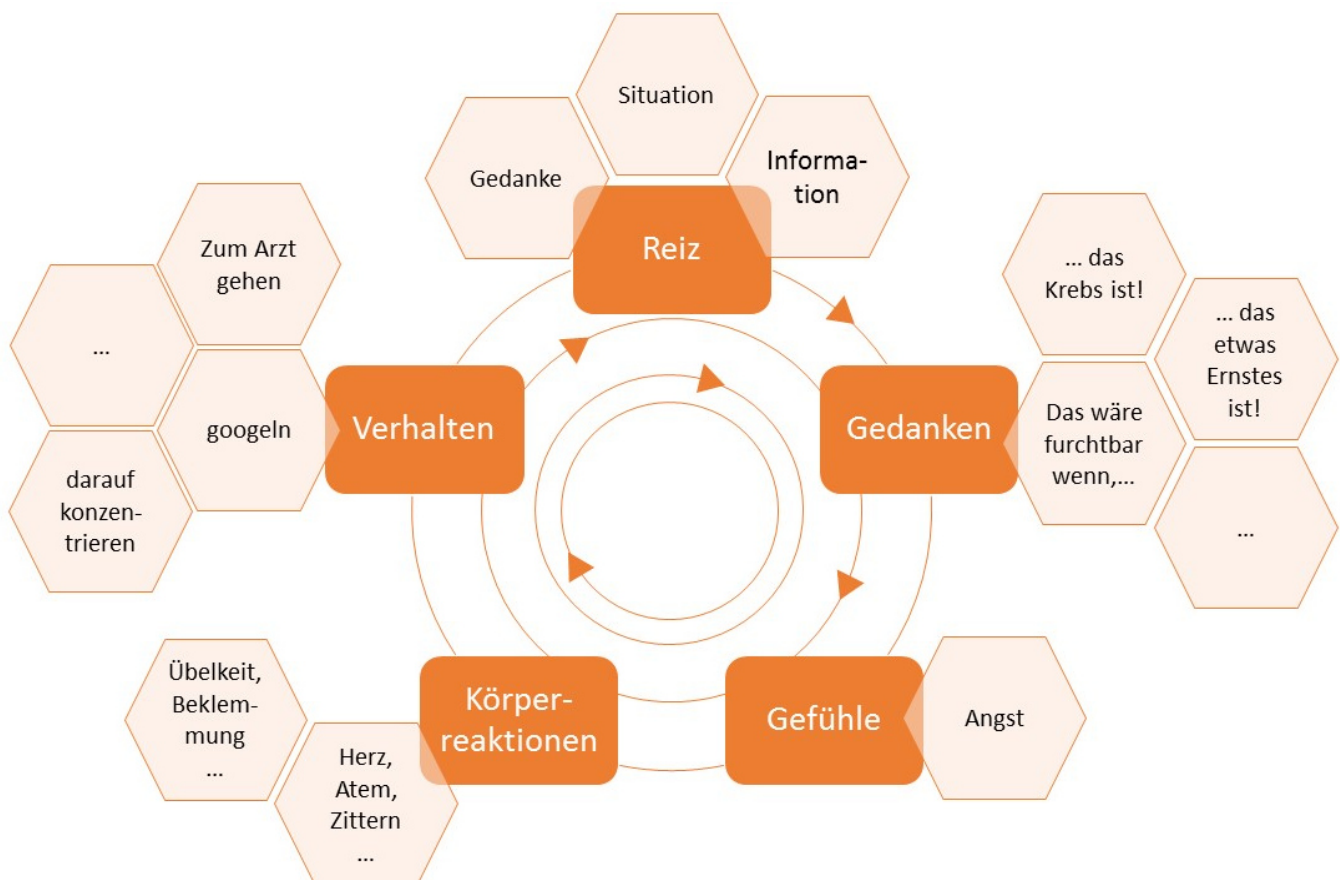 Situation
Gedanke
Informa-
tion
Reiz
... das
Krebs ist!
... das
etwas
Ernstes
ist!
Das wäre
furchtbar
wenn,...
...
Gedanken
Angst
Gefühle
Körper-
reaktionen
Übelkeit,
Beklem-
mung
...
Herz,
Atem,
Zittern
...
Verhalten
Zum Arzt
gehen
...
googeln
darauf
konzen-
trieren